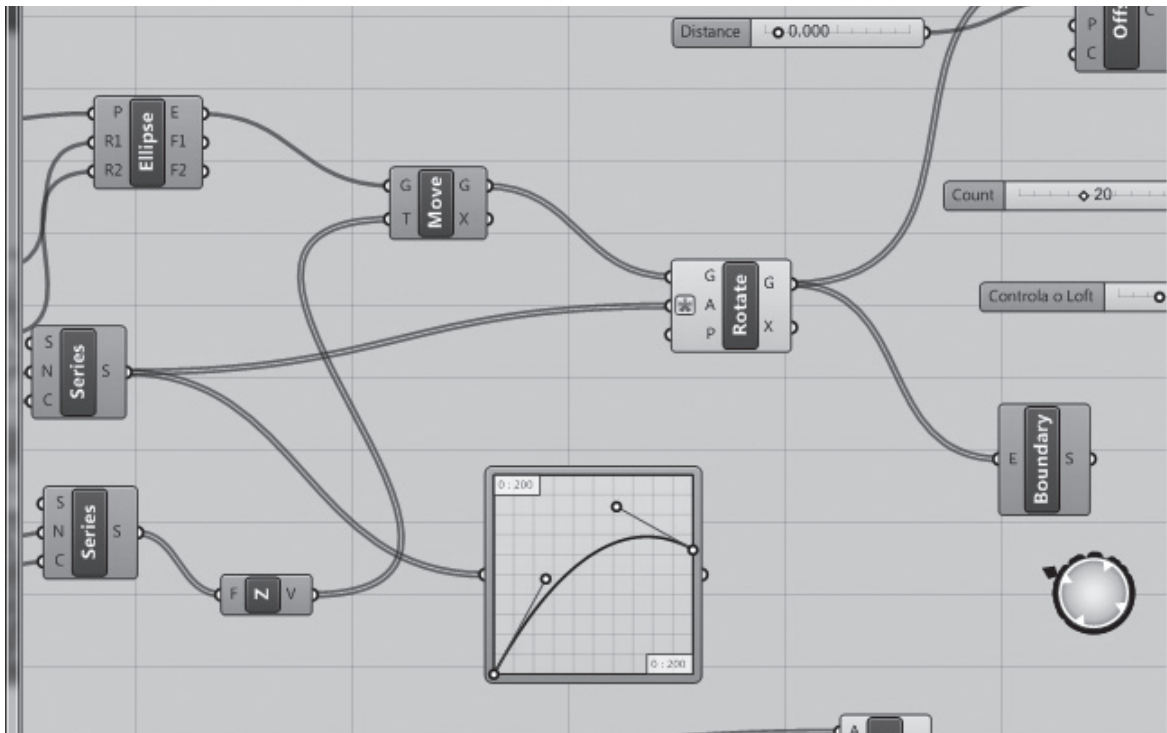 Distance 0.000
P
C
Off
C
P Ellipse E
R1 F1
R2 F2
G Move G
T X
Count 20
G Rotate G
A
P X
Controla o Loft
S
N Series S
C
E Boundary S
0 : 200
S
N Series S
C
F Z V
0 : 200
A